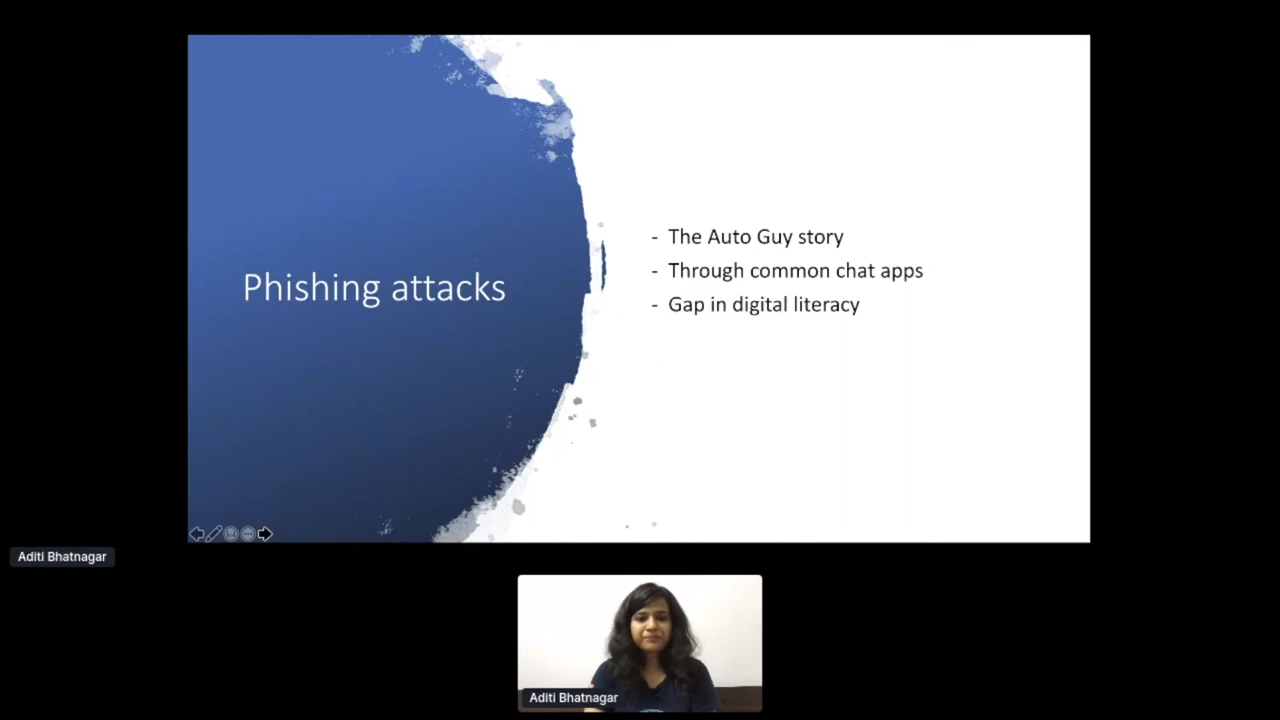 Phishing attacks
- The Auto Guy story
- Through common chat apps
- Gap in digital literacy
Aditi Bhatnagar
Aditi Bhatnagar